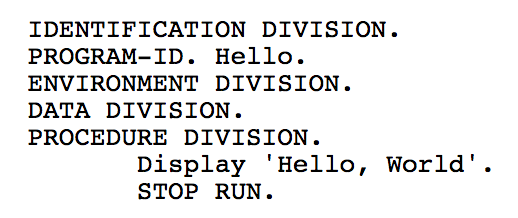 IDENTIFICATION DIVISION.
PROGRAM-ID. Hello.
ENVIRONMENT DIVISION.
DATA DIVISION.
PROCEDURE DIVISION.
       Display 'Hello, World'.
       STOP RUN.